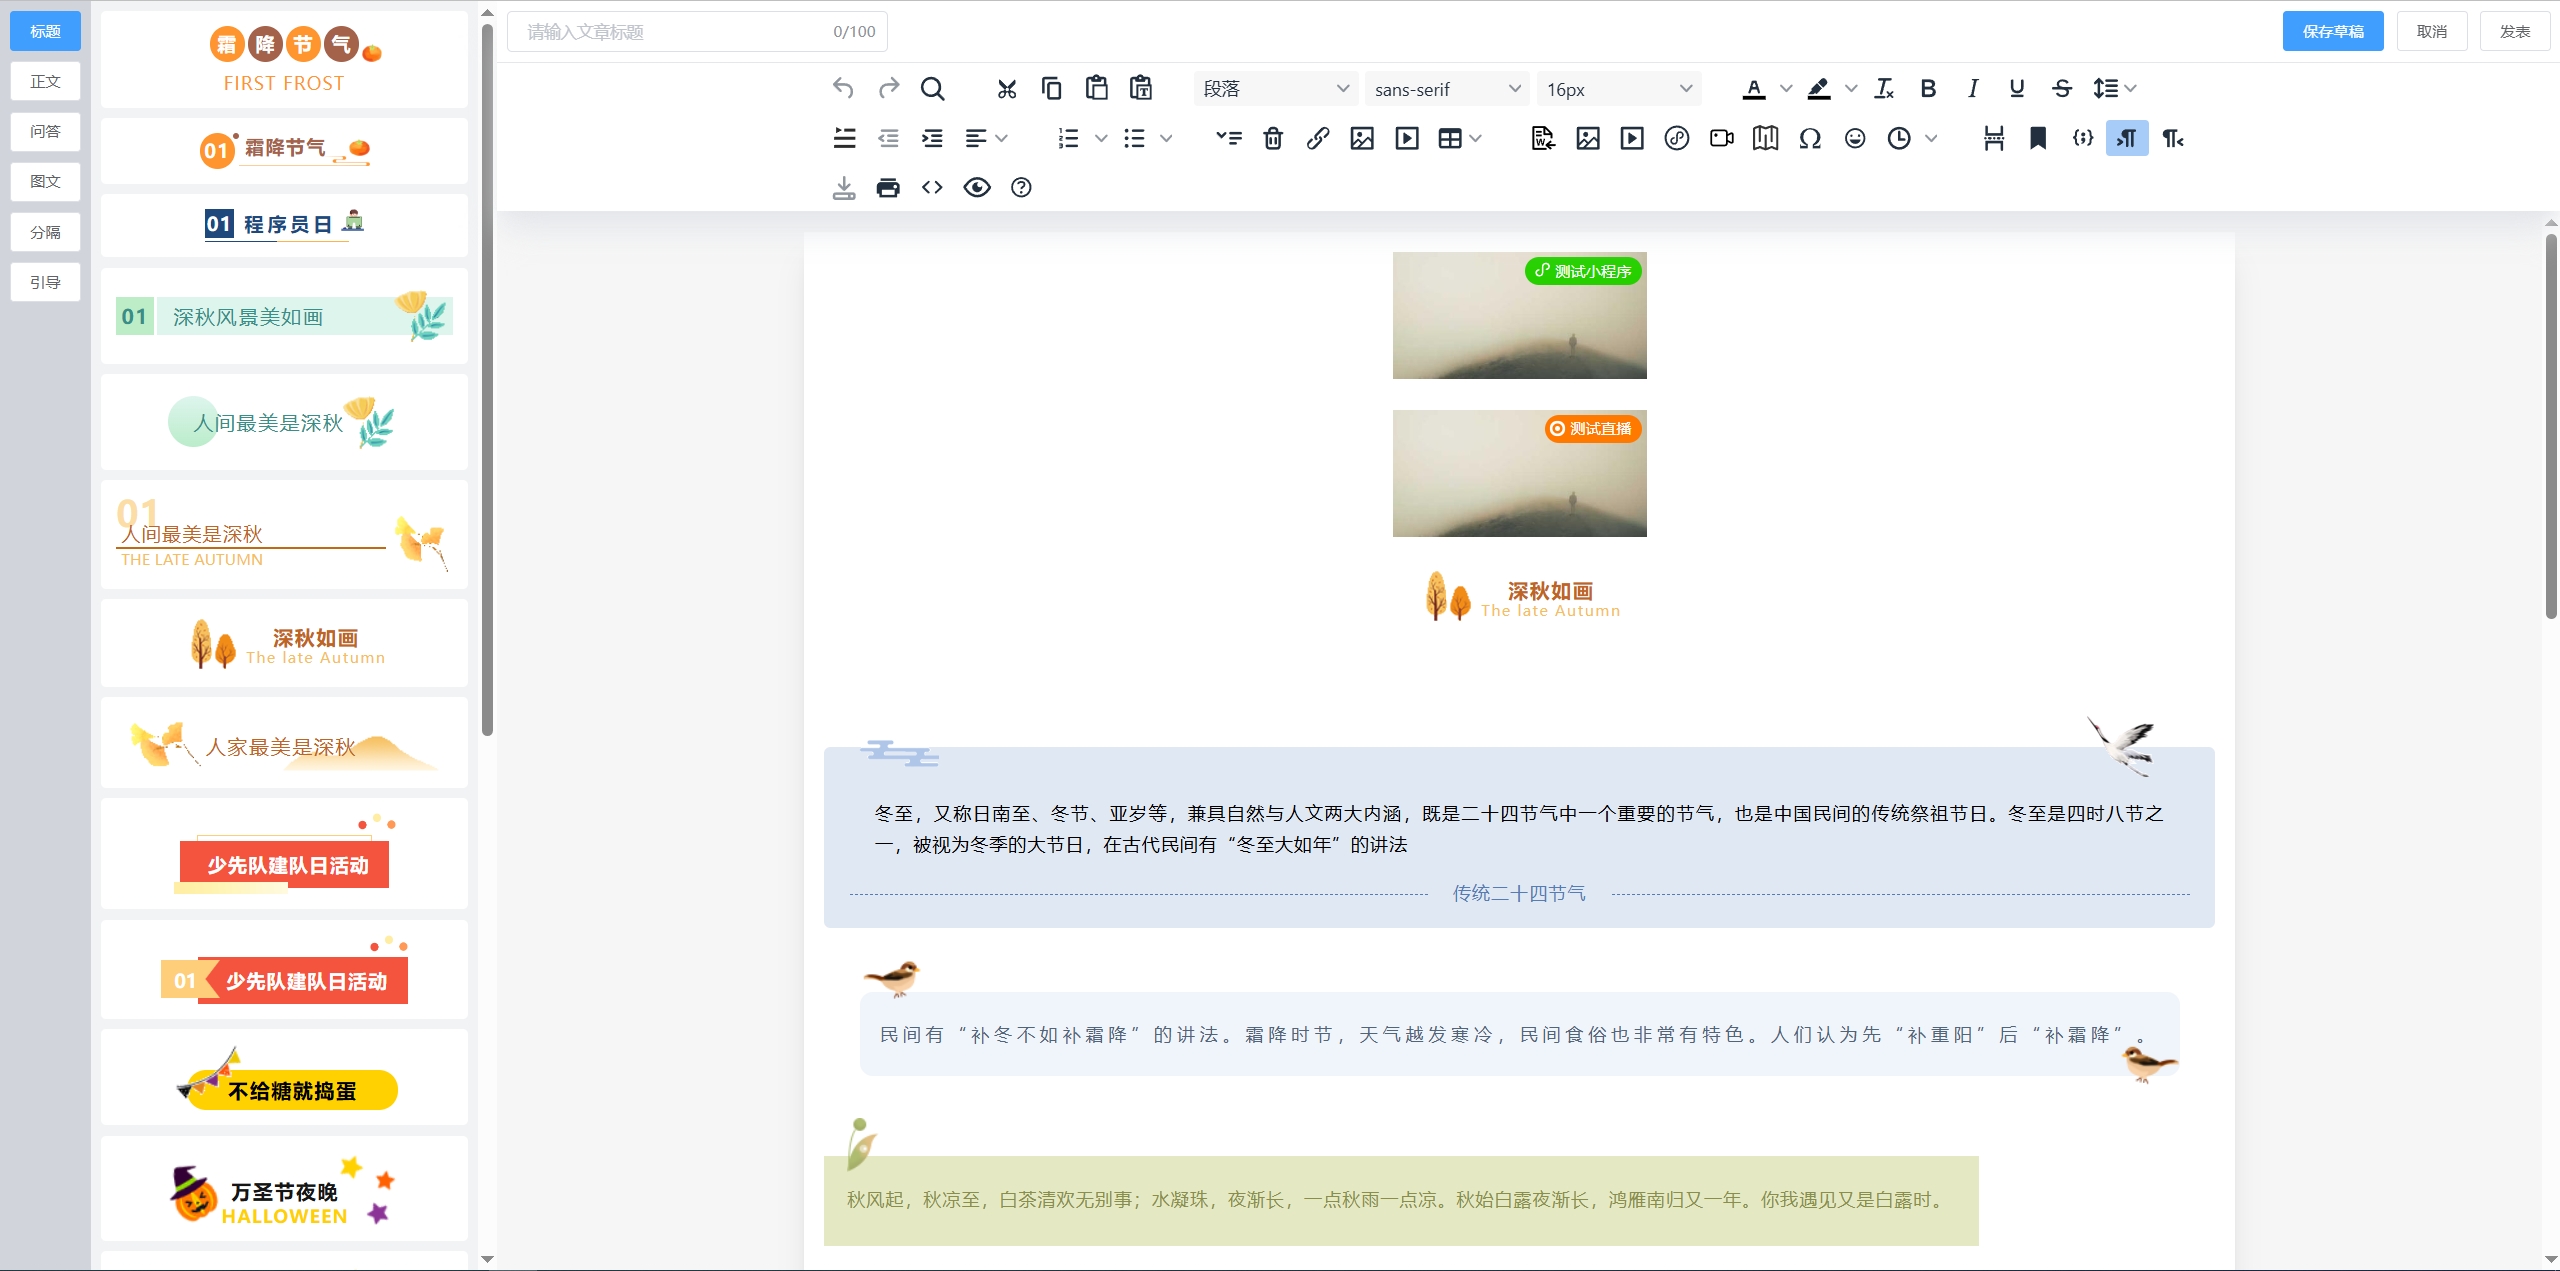 标题
正文
问答
图文
分隔
引导
霜降节气
FIRST FROST
01 霜降节气
01 程序员日
01 深秋风景美如画
人间最美是深秋
01
人间最美是深秋
THE LATE AUTUMN
深秋如画
The late Autumn
人家最美是深秋
少先队建队日活动
01 少先队建队日活动
不给糖就捣蛋
万圣节夜晚
HALLOWEEN
请输入文章标题 0/100
保存草稿 取消 发表
段落 sans-serif 16px
测试小程序
测试直播
深秋如画
The late Autumn
冬至，又称日南至、冬节、亚岁等，兼具自然与人文两大内涵，既是二十四节气中一个重要的节气，也是中国民间的传统祭祖节日。冬至是四时八节之
一，被视为冬季的大节日，在古代民间有“冬至大如年”的讲法
传统二十四节气
民间有“补冬不如补霜降”的讲法。霜降时节，天气越发寒冷，民间食俗也非常有特色。人们认为先“补重阳”后“补霜降”。
秋风起，秋凉至，白茶清欢无别事；水凝珠，夜渐长，一点秋雨一点凉。秋始白露夜渐长，鸿雁南归又一年。你我遇见又是白露时。